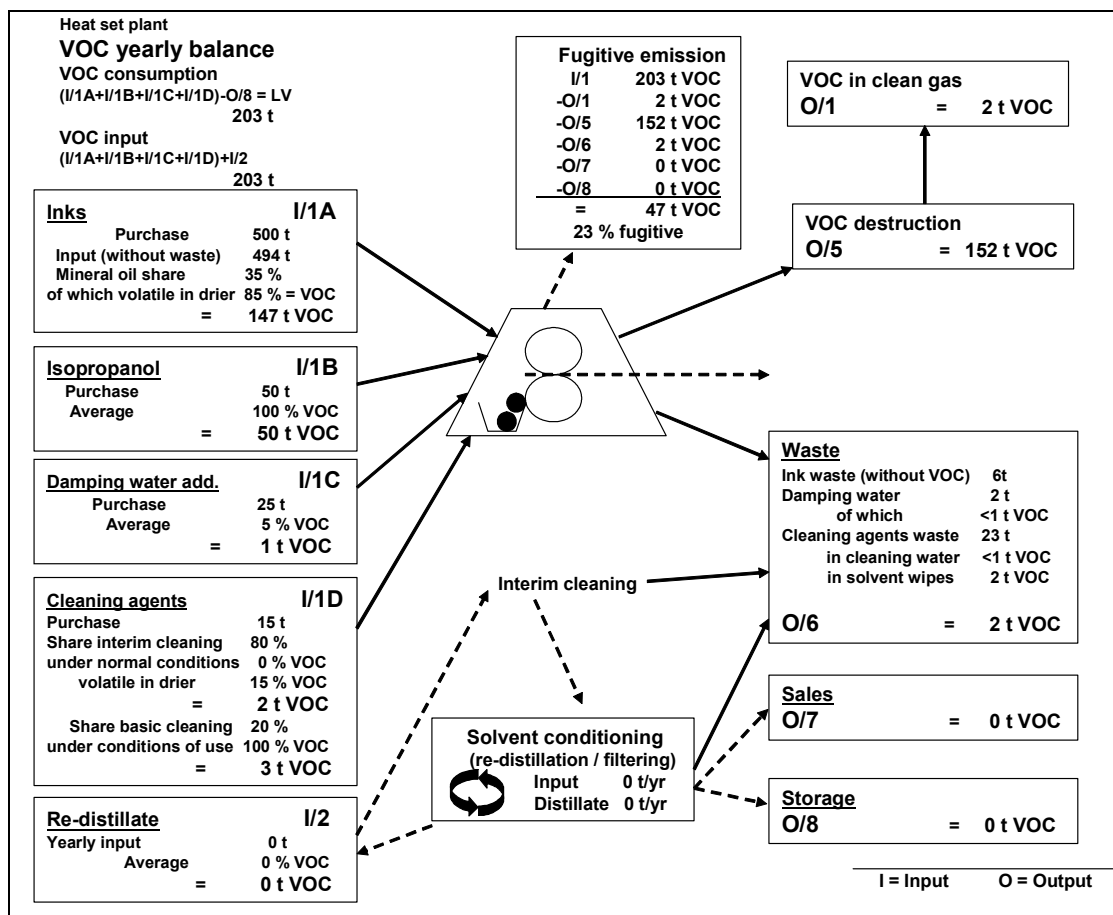 Heat set plant
VOC yearly balance
VOC consumption
(I/1A+I/1B+I/1C+I/1D)-O/8 = LV
203 t
VOC input
(I/1A+I/1B+I/1C+I/1D)+I/2
203 t
Inks I/1A
Purchase 500 t
Input (without waste) 494 t
Mineral oil share 35 %
of which volatile in drier 85 % = VOC
= 147 t VOC
Isopropanol I/1B
Purchase 50 t
Average 100 % VOC
= 50 t VOC
Damping water add. I/1C
Purchase 25 t
Average 5 % VOC
= 1 t VOC
Cleaning agents I/1D
Purchase 15 t
Share interim cleaning 80 %
under normal conditions 0 % VOC
volatile in drier 15 % VOC
= 2 t VOC
Share basic cleaning 20 %
under conditions of use 100 % VOC
= 3 t VOC
Re-distillate I/2
Yearly input 0 t
Average 0 % VOC
= 0 t VOC
Fugitive emission
I/1 203 t VOC
-O/1 2 t VOC
-O/5 152 t VOC
-O/6 2 t VOC
-O/7 0 t VOC
-O/8 0 t VOC
= 47 t VOC
23 % fugitive
Interim cleaning
Solvent conditioning
(re-distillation / filtering)
Input 0 t/yr
Distillate 0 t/yr
VOC in clean gas
O/1 = 2 t VOC
VOC destruction
O/5 = 152 t VOC
Waste
Ink waste (without VOC) 6t
Damping water 2 t
of which <1 t VOC
Cleaning agents waste 23 t
in cleaning water <1 t VOC
in solvent wipes 2 t VOC
O/6 = 2 t VOC
Sales
O/7 = 0 t VOC
Storage
O/8 = 0 t VOC
I = Input O = Output